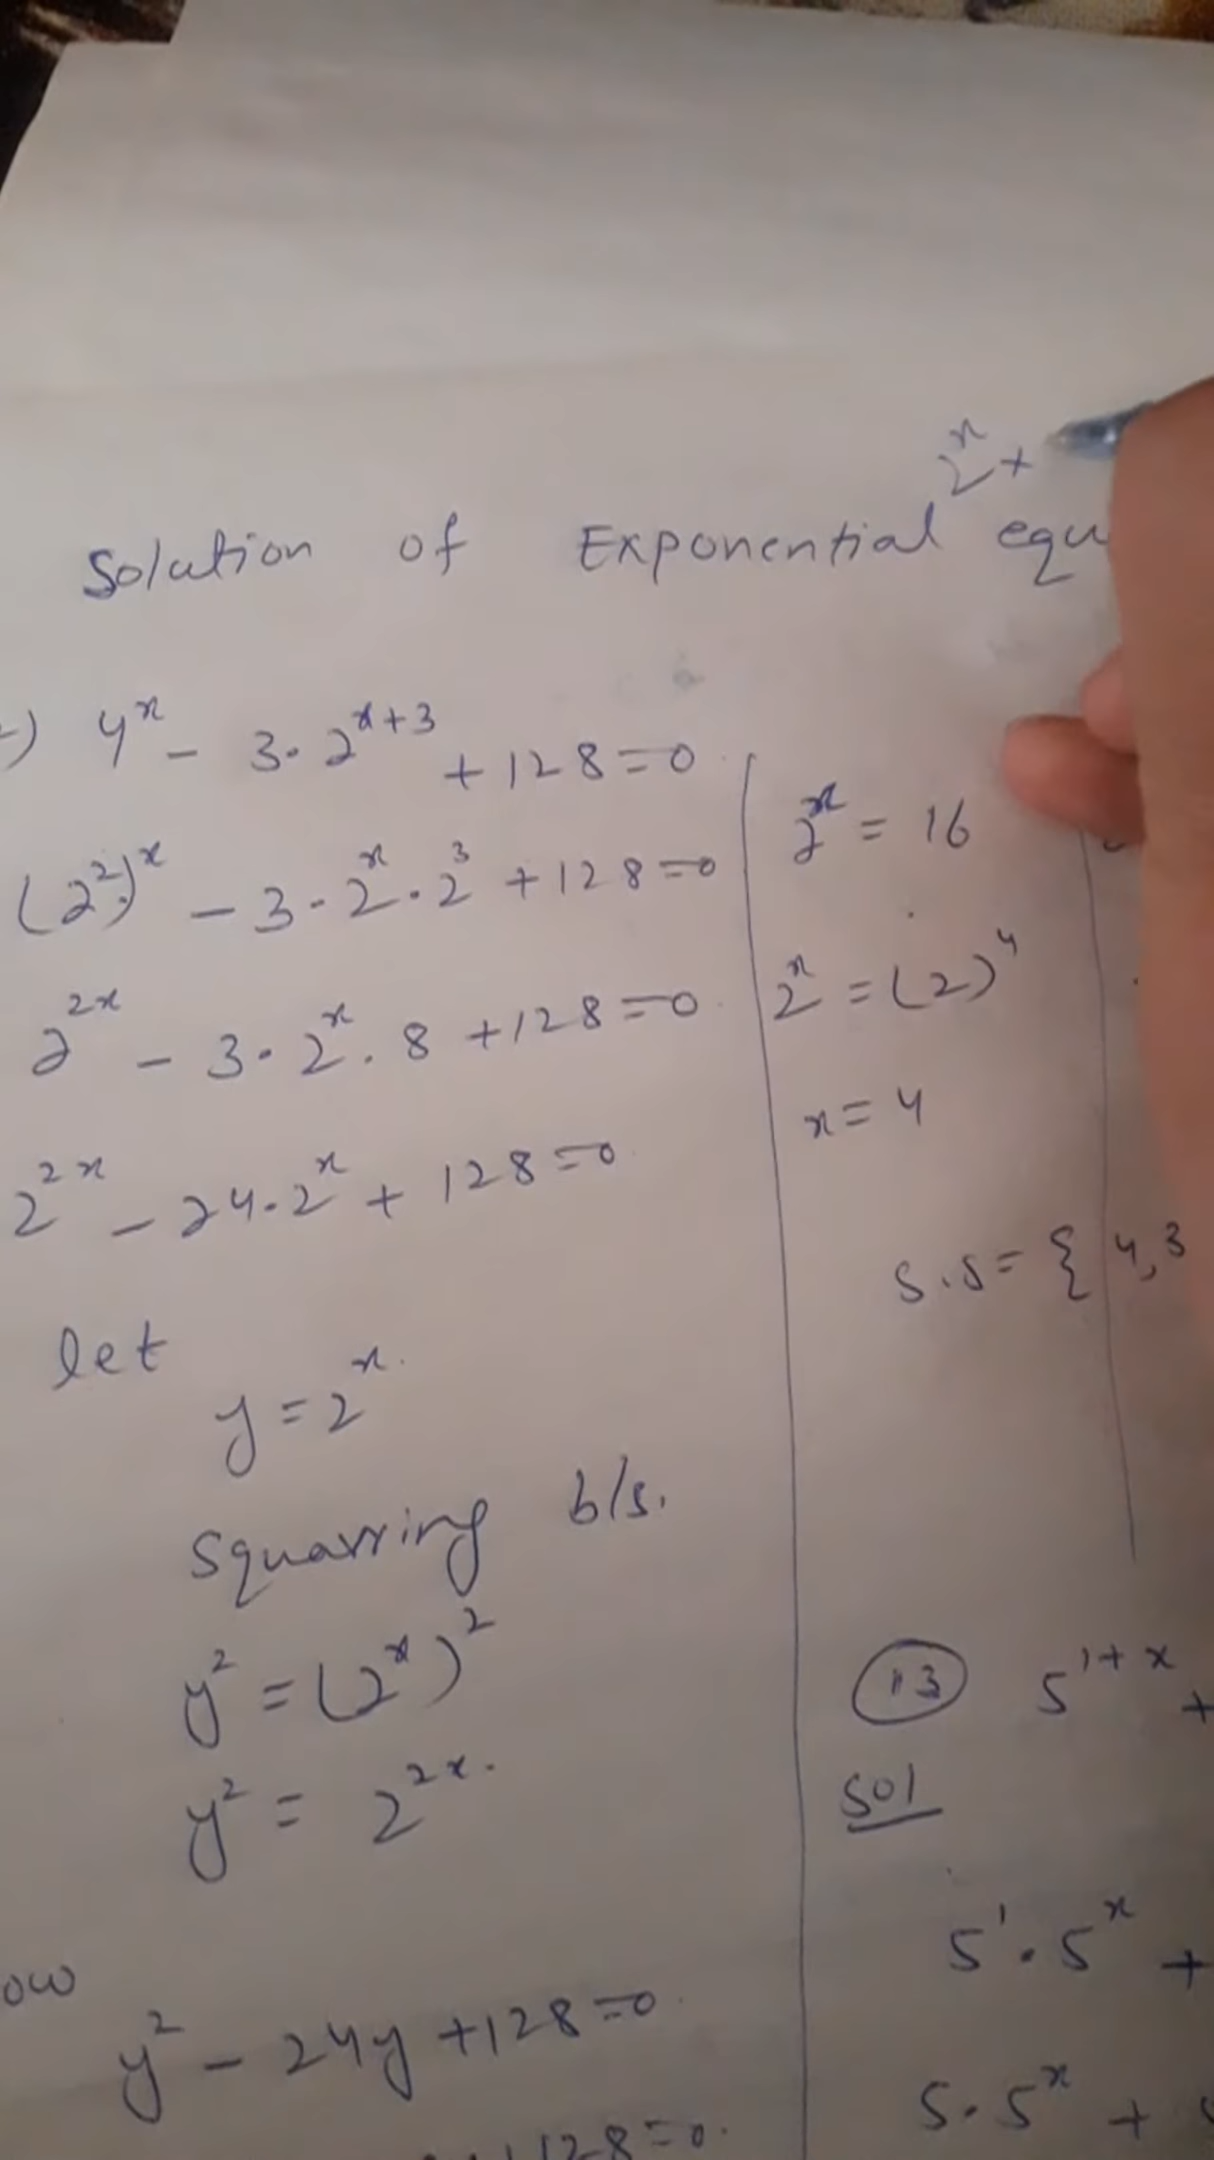 2^x +
Solution of Exponential equ
4^x - 3·2^(x+3) + 128 = 0
(2^2)^x - 3·2^x·2^3 + 128 = 0
2^(2x) - 3·2^x·8 + 128 = 0
2^(2x) - 24·2^x + 128 = 0
let
y = 2^x
Squarring b/s.
y^2 = (2^x)^2
y^2 = 2^(2x).
ow
y^2 - 24y + 128 = 0
+128=0.
2^x = 16
2^x = (2)^4
x = 4
S.S = { 4, 3
13 5^(1+x) +
Sol
5^1·5^x +
5·5^x +